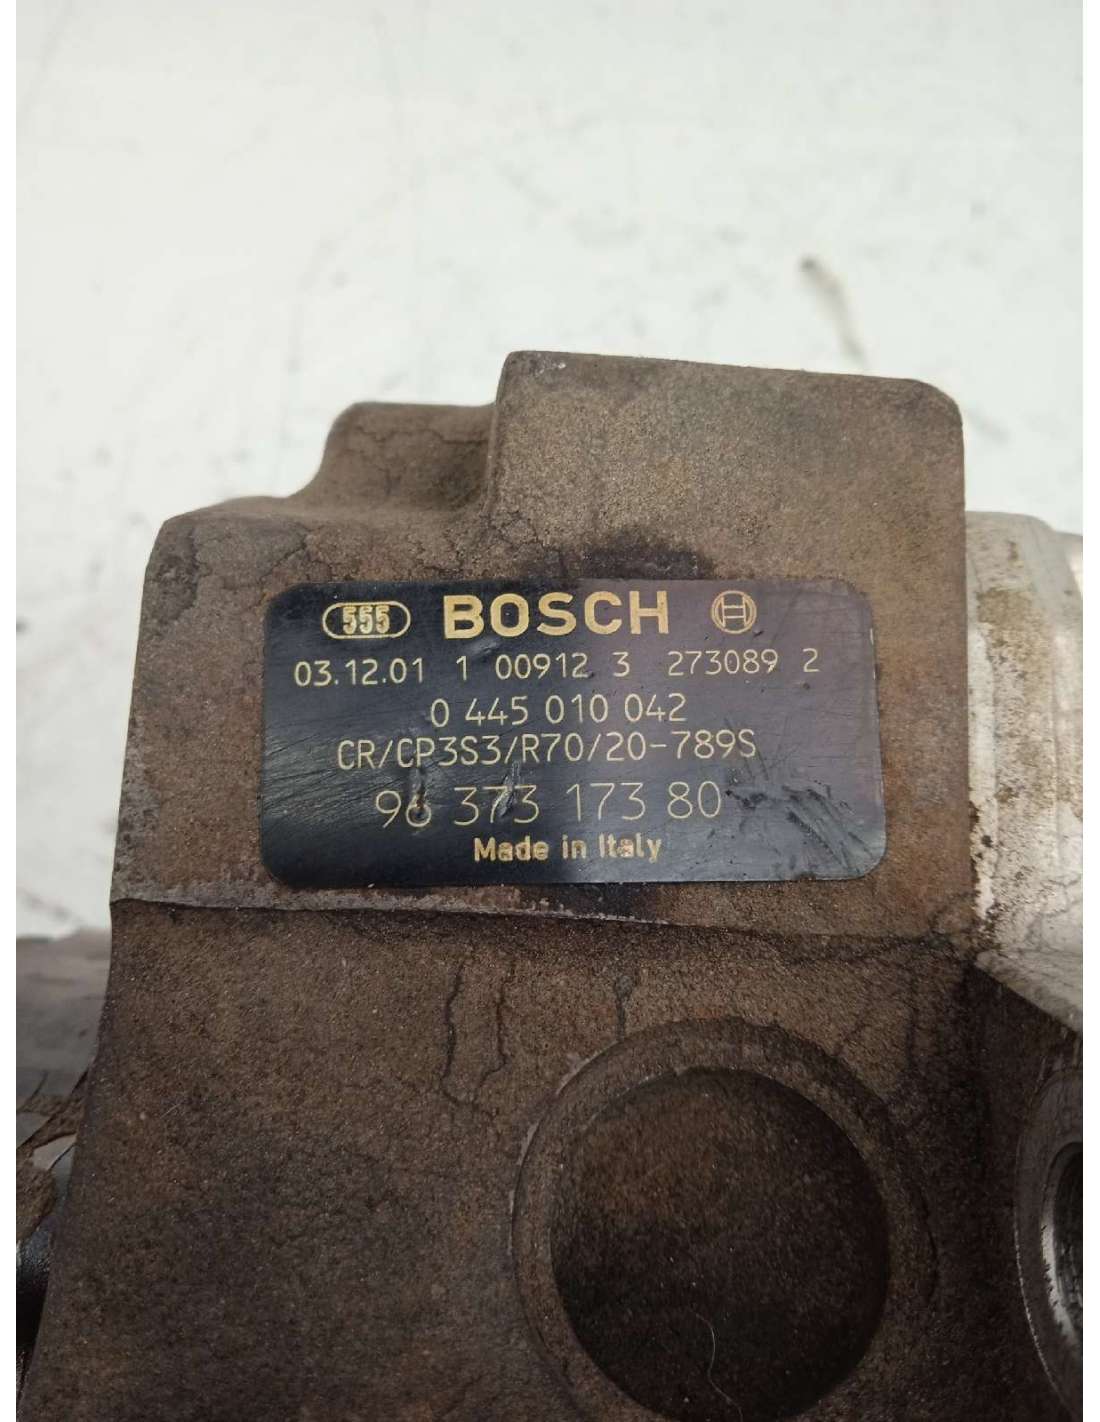 555 BOSCH
03.12.01 1 00912 3 273089 2
0 445 010 042
CR/CP3S3/R70/20-789S
96 373 173 80
Made in Italy